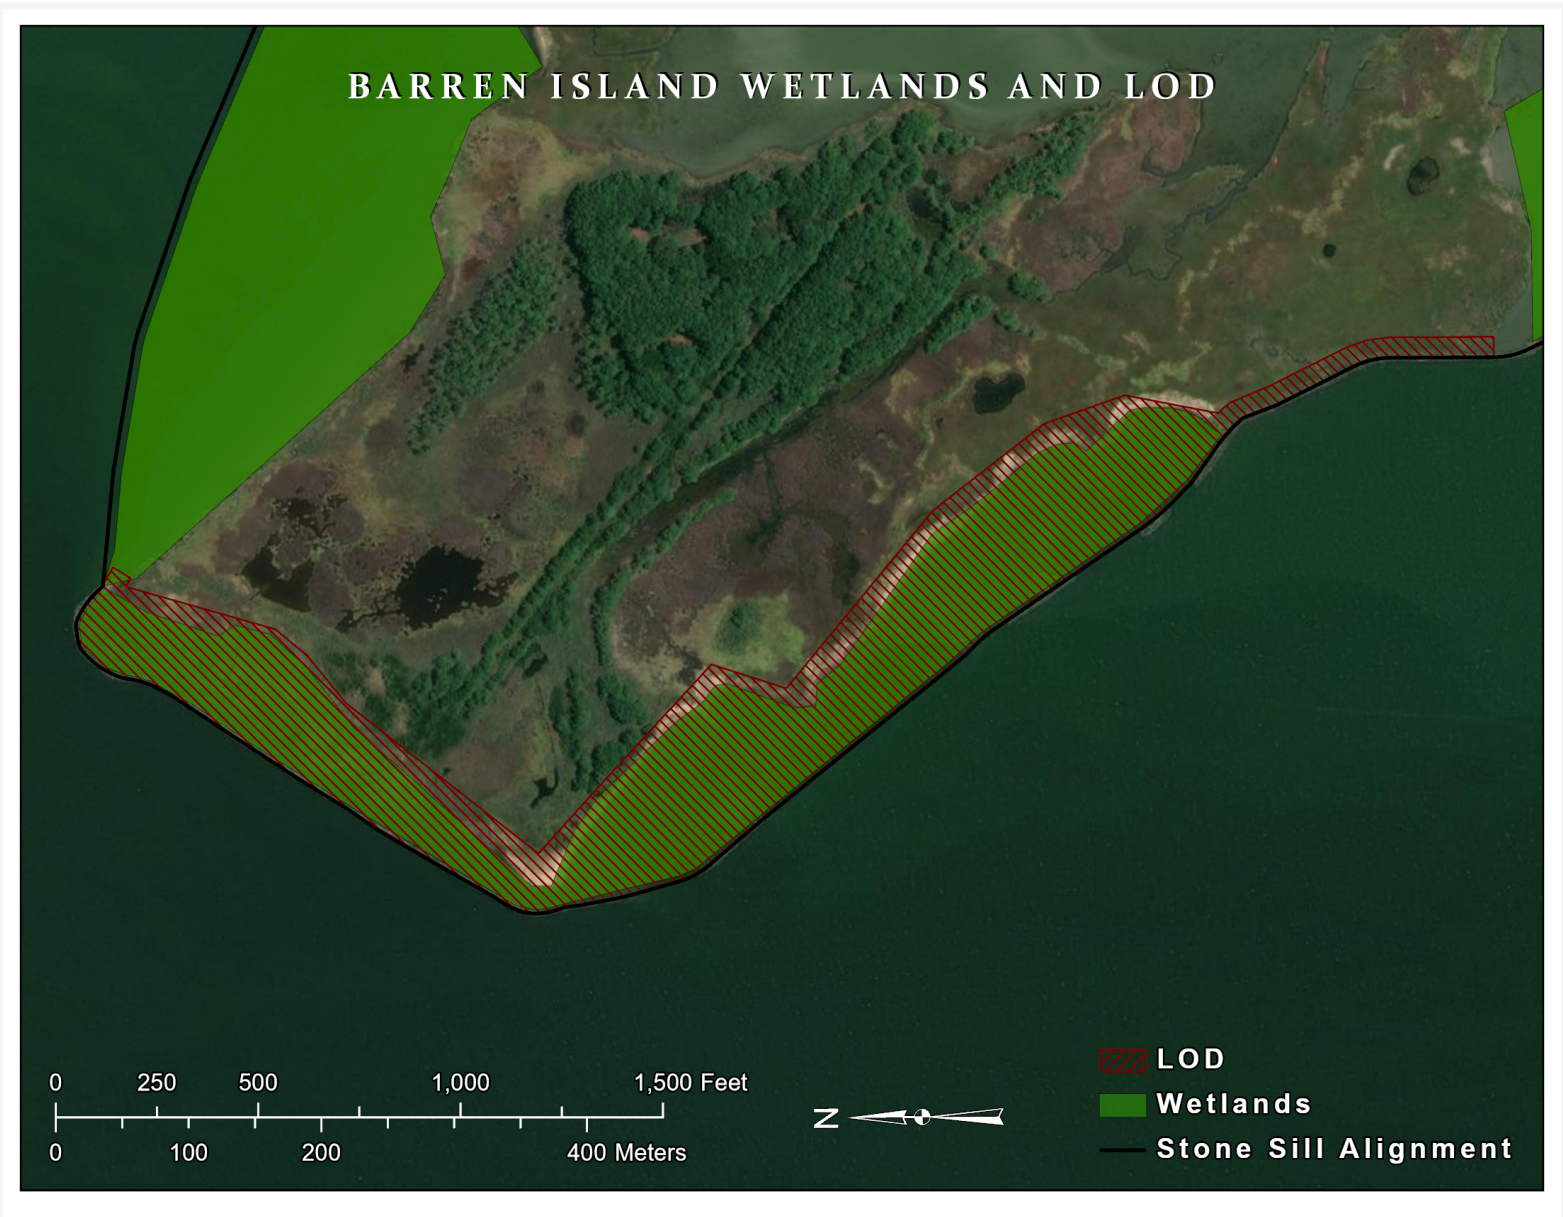 BARREN ISLAND WETLANDS AND LOD
0 250 500 1,000 1,500 Feet
0 100 200 400 Meters
N
LOD
Wetlands
Stone Sill Alignment